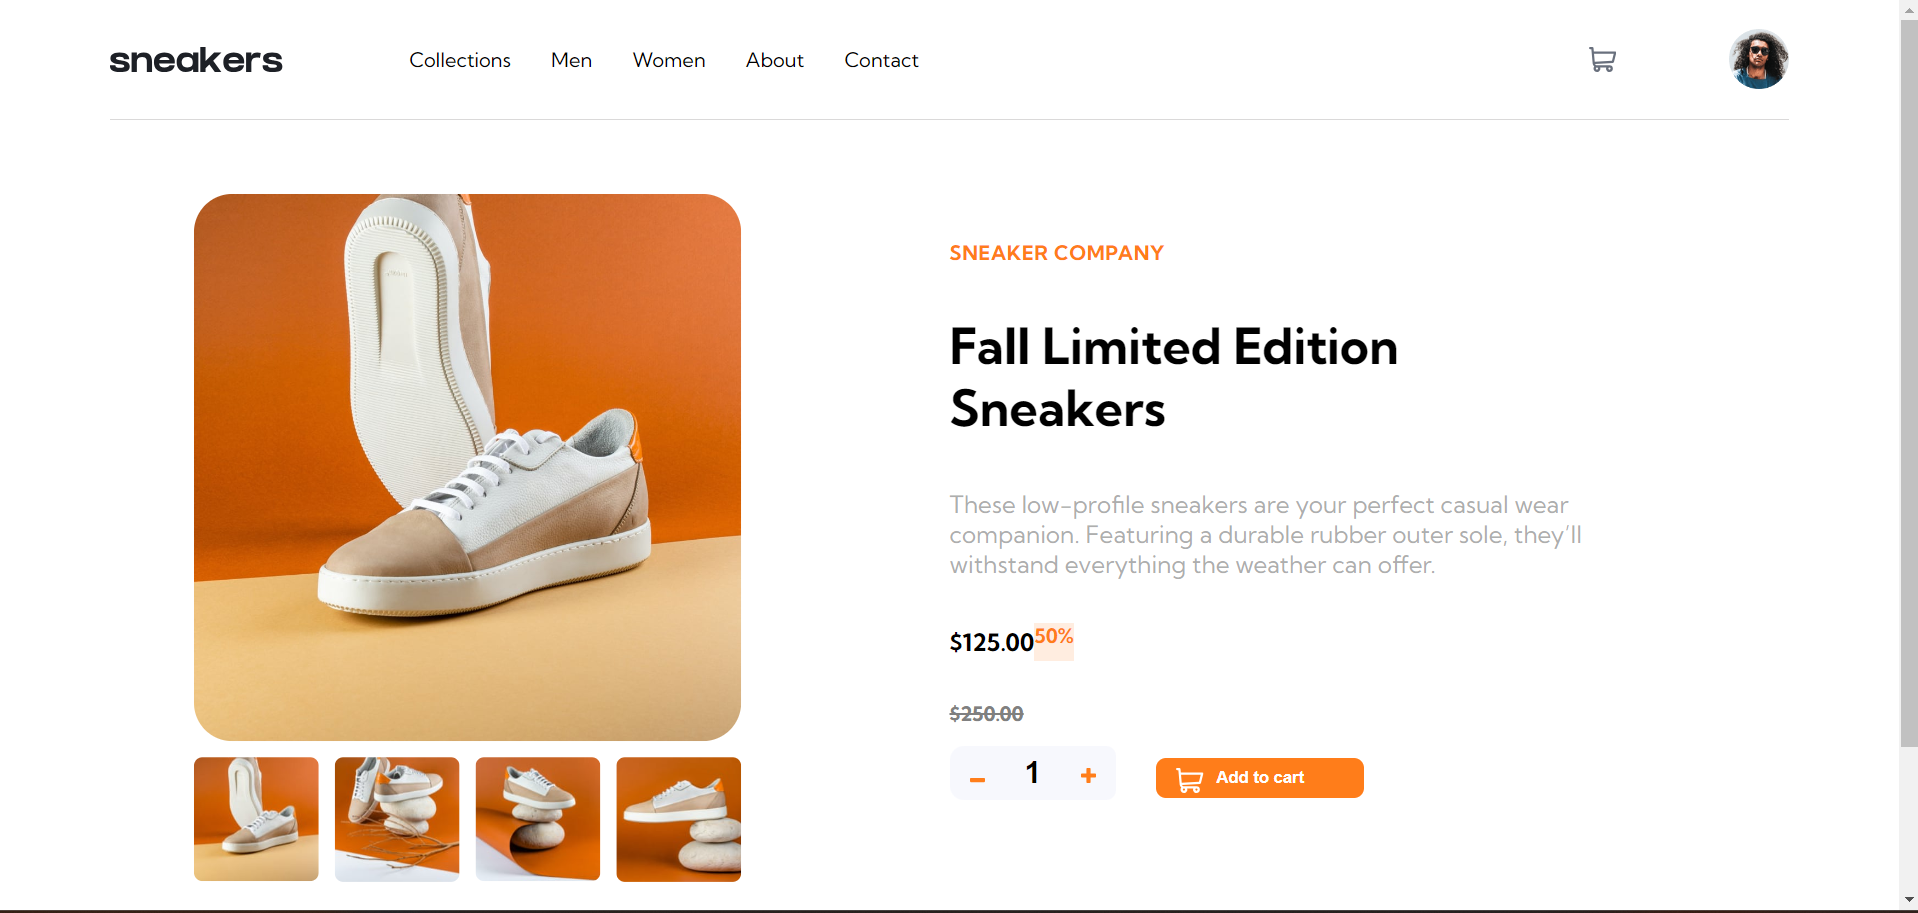 sneakers
Collections Men Women About Contact
SNEAKER COMPANY
Fall Limited Edition
Sneakers
These low-profile sneakers are your perfect casual wear
companion. Featuring a durable rubber outer sole, they’ll
withstand everything the weather can offer.
$125.00 50%
$250.00
- 1 +
Add to cart